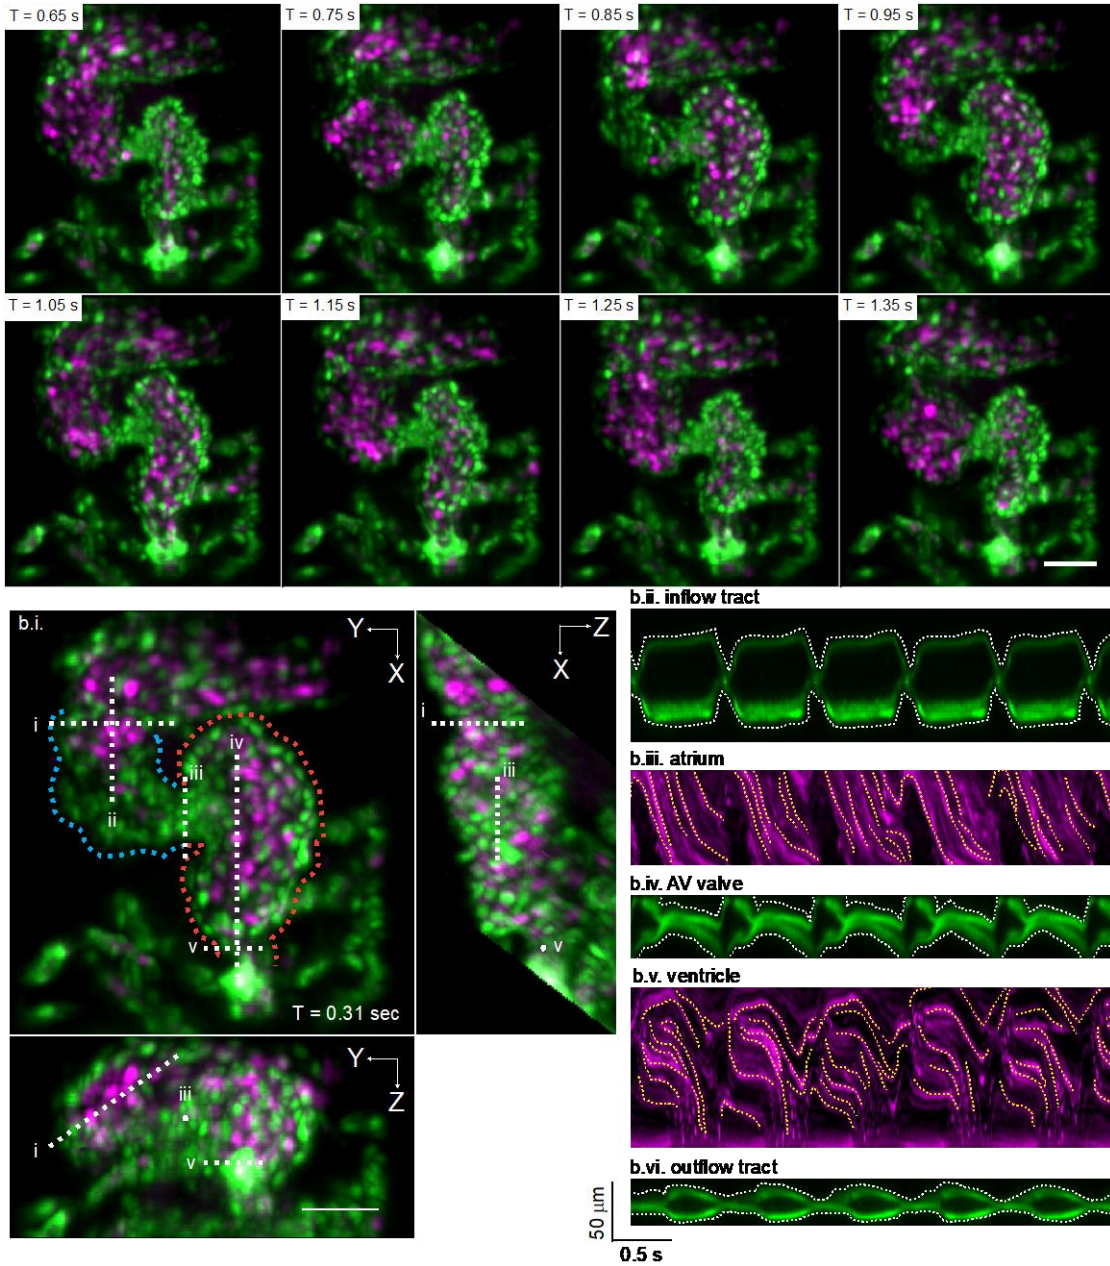 T = 0.65 s
T = 0.75 s
T = 0.85 s
T = 0.95 s
T = 1.05 s
T = 1.15 s
T = 1.25 s
T = 1.35 s
b.i.
Y
X
i
ii
iii
iv
v
T = 0.31 sec
Z
X
i
iii
v
Y
Z
i
iii
v
b.ii. inflow tract
b.iii. atrium
b.iv. AV valve
b.v. ventricle
b.vi. outflow tract
50 µm
0.5 s